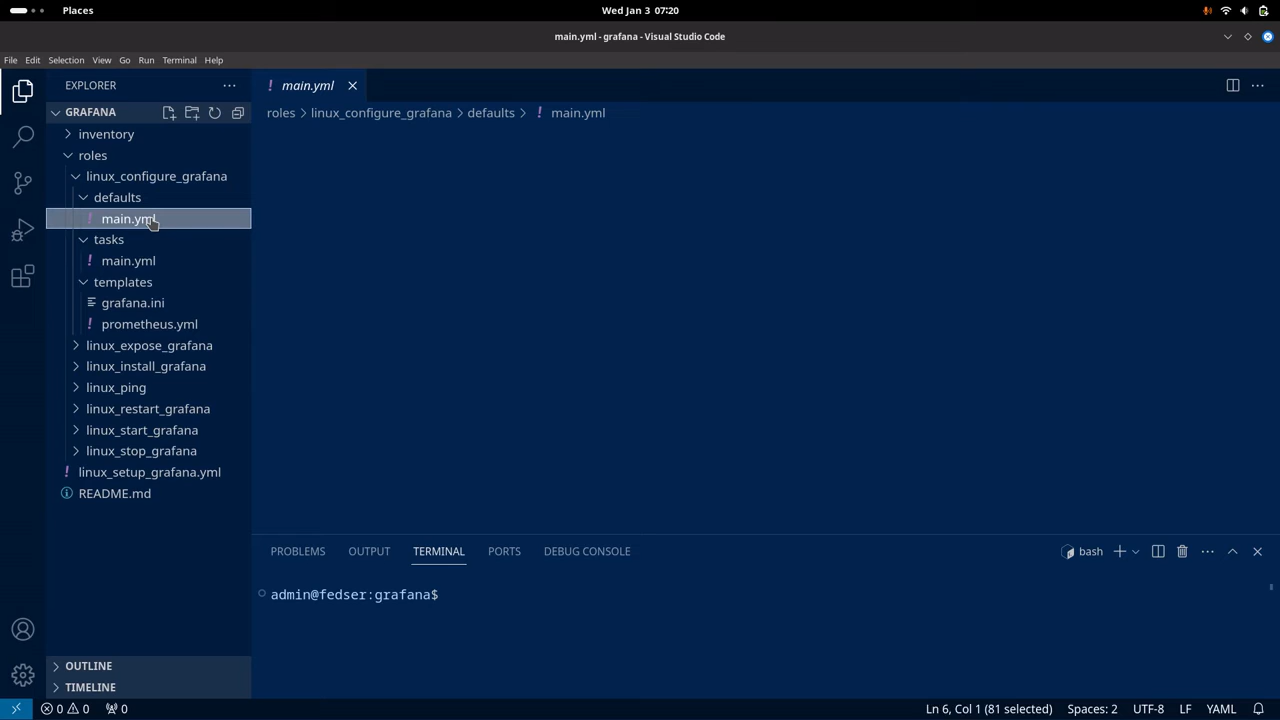 Places
Wed Jan 3 07:20
main.yml - grafana - Visual Studio Code
File Edit Selection View Go Run Terminal Help
EXPLORER
GRAFANA
inventory
roles
linux_configure_grafana
defaults
main.yml
tasks
main.yml
templates
grafana.ini
prometheus.yml
linux_expose_grafana
linux_install_grafana
linux_ping
linux_restart_grafana
linux_start_grafana
linux_stop_grafana
linux_setup_grafana.yml
README.md
OUTLINE
TIMELINE
main.yml
roles > linux_configure_grafana > defaults > main.yml
PROBLEMS OUTPUT TERMINAL PORTS DEBUG CONSOLE
bash
admin@fedser:grafana$
0 0 0
Ln 6, Col 1 (81 selected) Spaces: 2 UTF-8 LF YAML